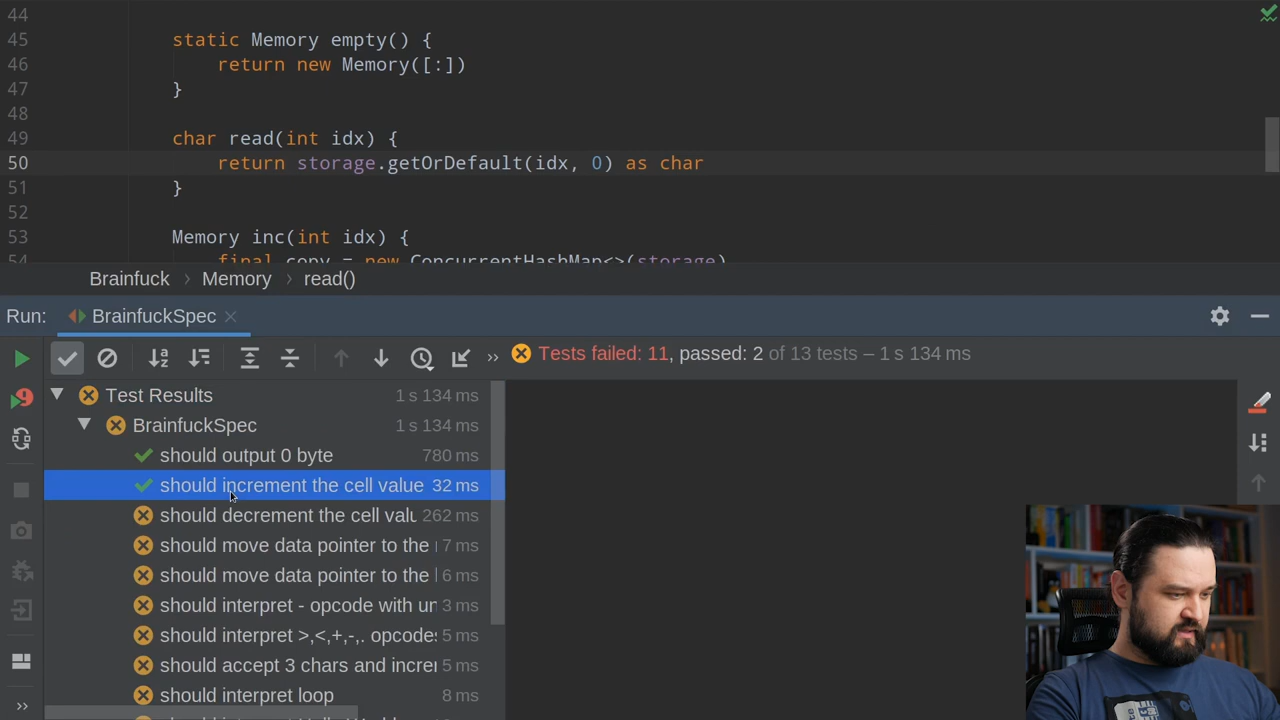 44
45 static Memory empty() {
46 return new Memory([:])
47 }
48
49 char read(int idx) {
50 return storage.getOrDefault(idx, 0) as char
51 }
52
53 Memory inc(int idx) {
54 final copy = new ConcurrentHashMap<>(storage)
Brainfuck › Memory › read()
Run: BrainfuckSpec
Tests failed: 11, passed: 2 of 13 tests – 1 s 134 ms
Test Results 1 s 134 ms
BrainfuckSpec 1 s 134 ms
should output 0 byte 780 ms
should increment the cell value 32 ms
should decrement the cell valu 262 ms
should move data pointer to the 7 ms
should move data pointer to the 6 ms
should interpret - opcode with un 3 ms
should interpret >,<,+,-,. opcodes 5 ms
should accept 3 chars and increr 5 ms
should interpret loop 8 ms